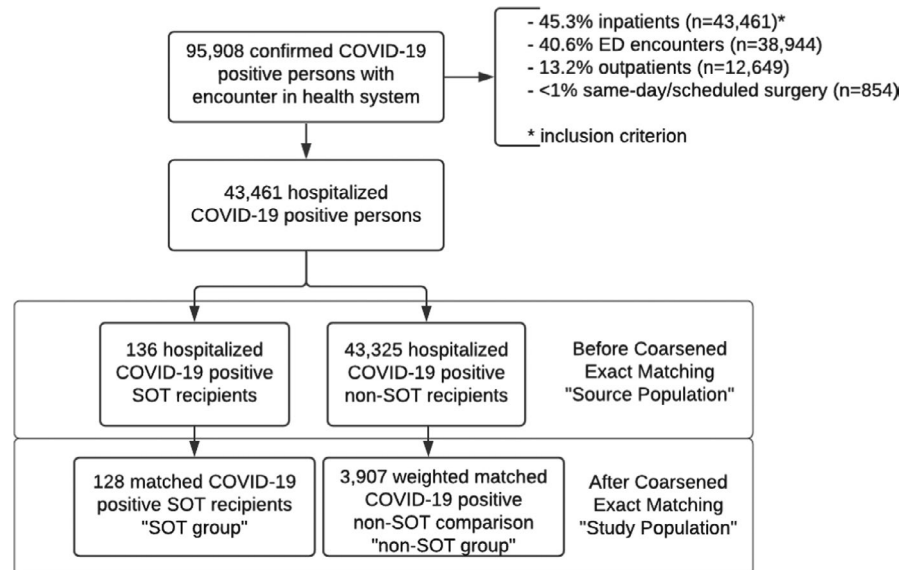 95,908 confirmed COVID-19
positive persons with
encounter in health system
- 45.3% inpatients (n=43,461)*
- 40.6% ED encounters (n=38,944)
- 13.2% outpatients (n=12,649)
- <1% same-day/scheduled surgery (n=854)
* inclusion criterion
43,461 hospitalized
COVID-19 positive persons
136 hospitalized
COVID-19 positive
SOT recipients
43,325 hospitalized
COVID-19 positive
non-SOT recipients
Before Coarsened
Exact Matching
"Source Population"
128 matched COVID-19
positive SOT recipients
"SOT group"
3,907 weighted matched
COVID-19 positive
non-SOT comparison
"non-SOT group"
After Coarsened
Exact Matching
"Study Population"